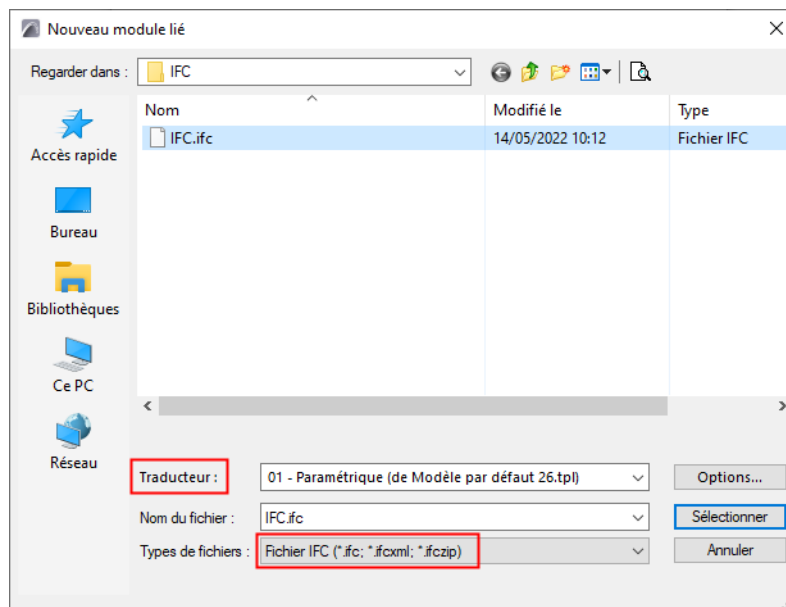 Nouveau module lié
Regarder dans :
IFC
Nom
Modifié le
Type
IFC.ifc
14/05/2022 10:12
Fichier IFC
Accès rapide
Bureau
Bibliothèques
Ce PC
Réseau
Traducteur :
01 - Paramétrique (de Modèle par défaut 26.tpl)
Options...
Nom du fichier :
IFC.ifc
Sélectionner
Types de fichiers :
Fichier IFC (*.ifc; *.ifcxml; *.ifczip)
Annuler